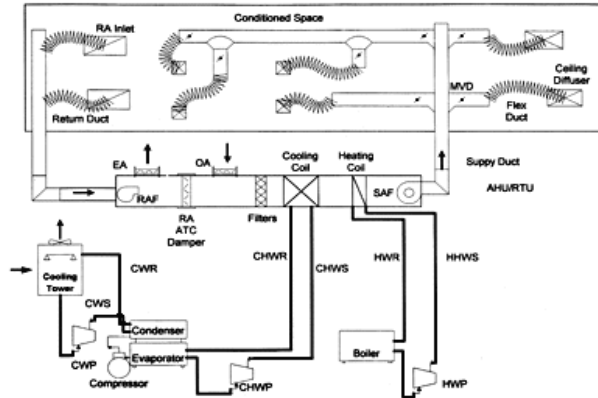 Conditioned Space
RA Inlet
Ceiling
Diffuser
MVD
Flex
Duct
Return Duct
EA
OA
Cooling
Coil
Heating
Coil
Suppy Duct
AHU/RTU
RAF
SAF
RA
ATC
Damper
Filters
CWR
CHWR
CHWS
HWR
HHWS
Cooling
Tower
CWS
Condenser
Evaporator
CWP
Compressor
CHWP
Boiler
HWP